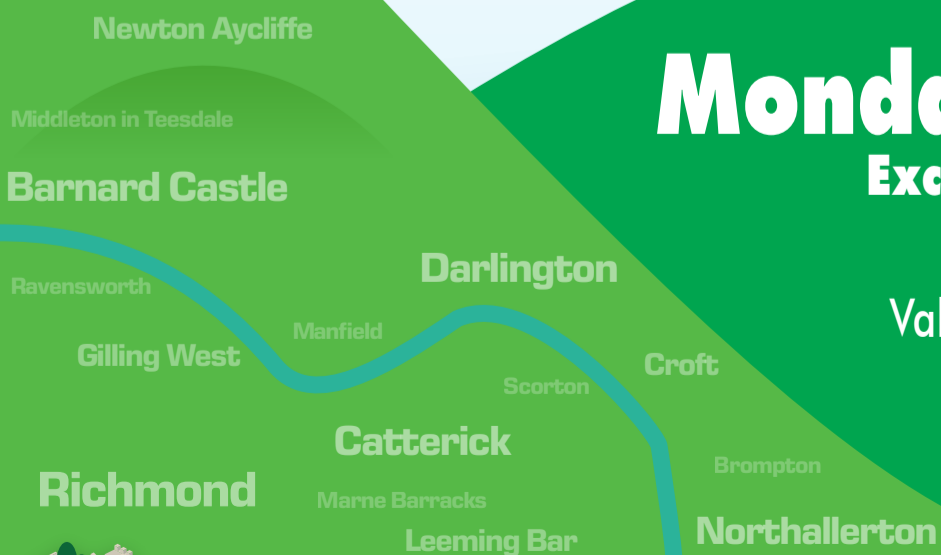 Newton Aycliffe
Middleton in Teesdale
Barnard Castle
Ravensworth
Gilling West
Manfield
Darlington
Croft
Scorton
Catterick
Brompton
Richmond
Marne Barracks
Leeming Bar
Northallerton
Monda
Exc
Val